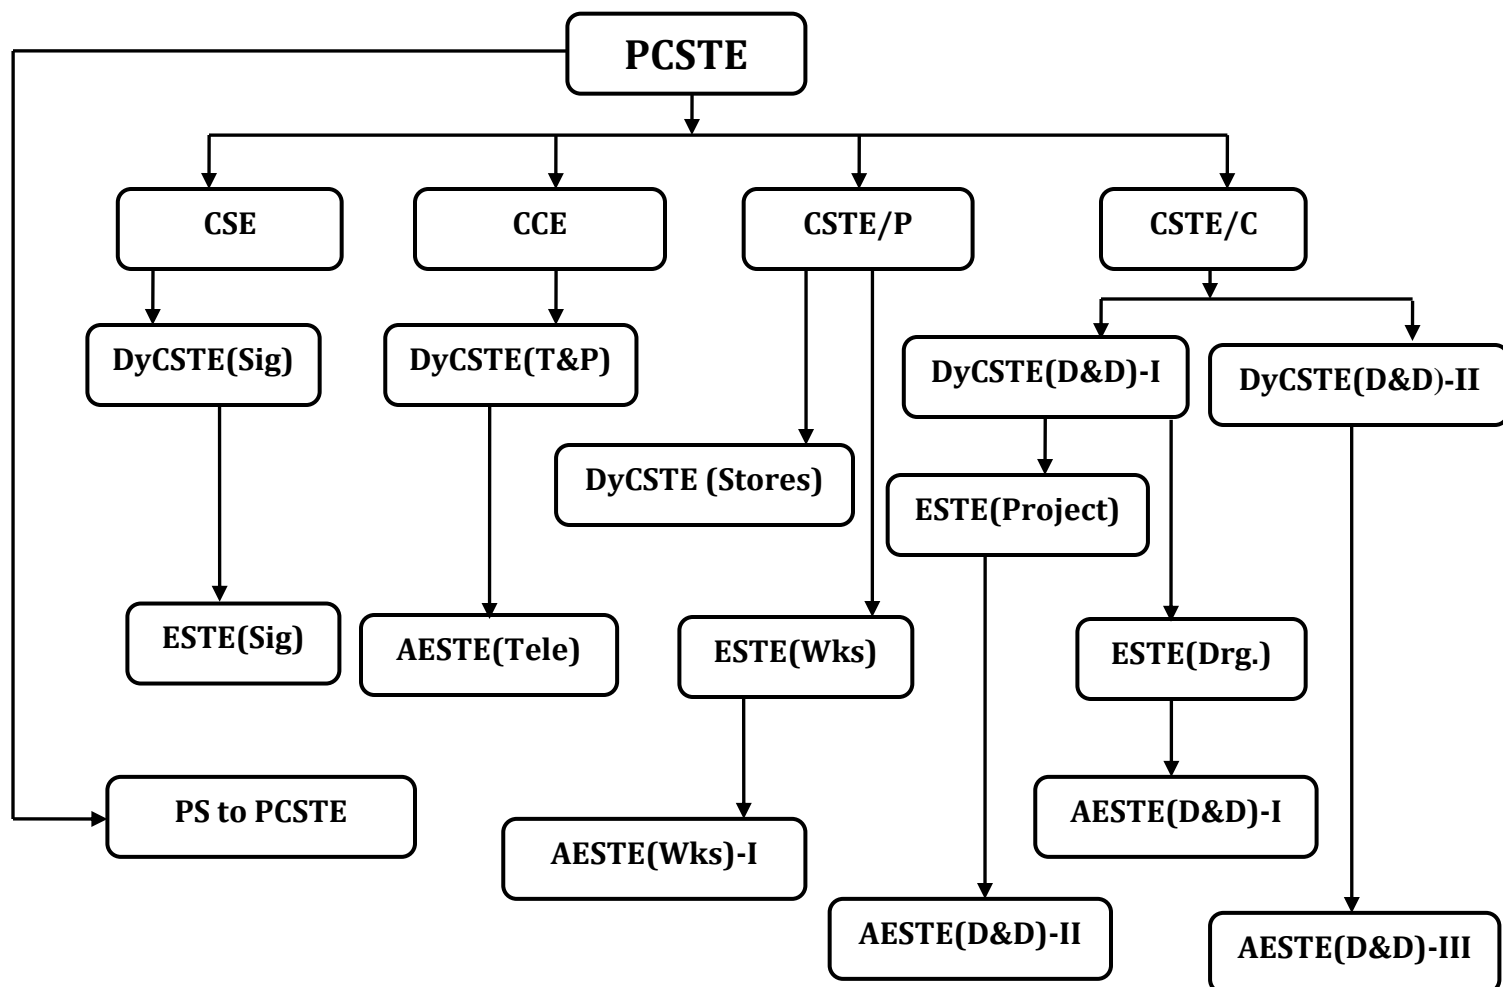 PCSTE
CSE
CCE
CSTE/P
CSTE/C
DyCSTE(Sig)
DyCSTE(T&P)
DyCSTE(D&D)-I
DyCSTE(D&D)-II
DyCSTE (Stores)
ESTE(Project)
ESTE(Sig)
AESTE(Tele)
ESTE(Wks)
ESTE(Drg.)
PS to PCSTE
AESTE(D&D)-I
AESTE(Wks)-I
AESTE(D&D)-II
AESTE(D&D)-III